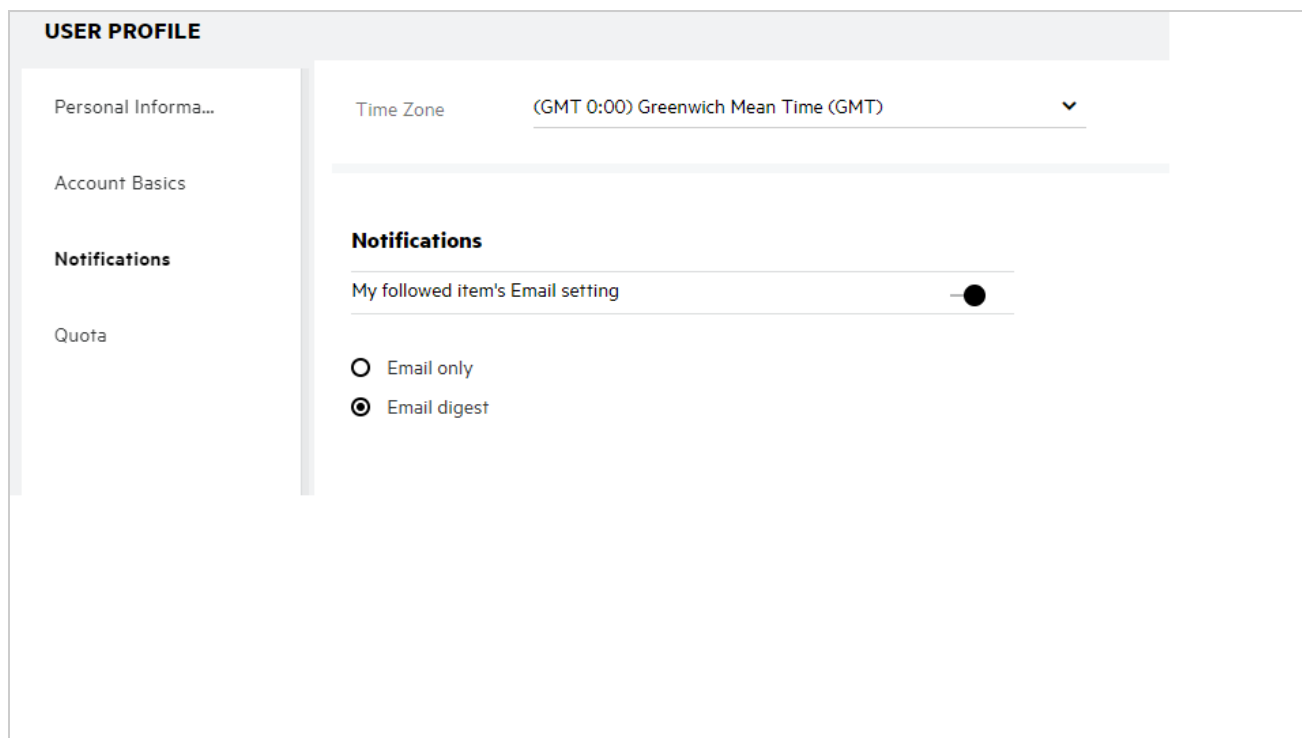 USER PROFILE
Personal Informa...
Account Basics
Notifications
Quota
Time Zone (GMT 0:00) Greenwich Mean Time (GMT)
Notifications
My followed item's Email setting
Email only
Email digest